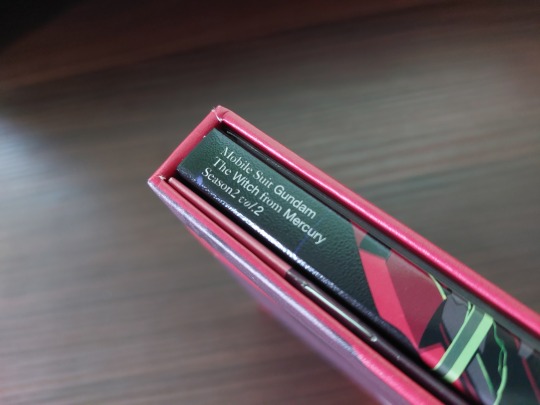 Mobile Suit Gundam
The Witch from Mercury
Season2 vol.2